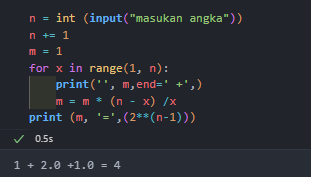 n = int (input("masukan angka"))
n += 1
m = 1
for x in range(1, n):
print('', m,end=' +',)
m = m * (n - x) /x
print (m, '=',(2**(n-1)))
0.5s
1 + 2.0 +1.0 = 4